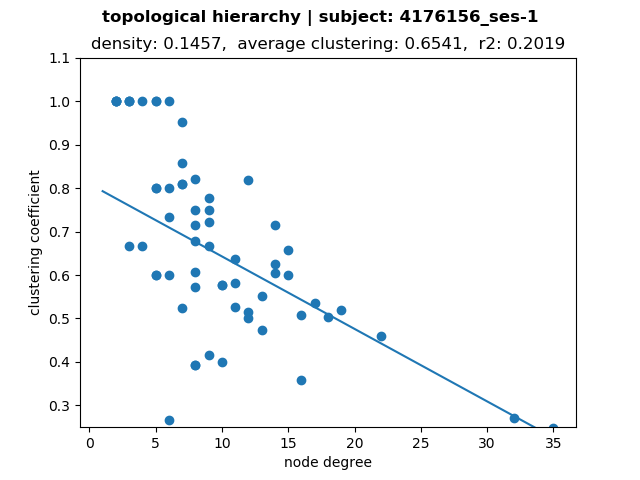 topological hierarchy | subject: 4176156_ses-1
density: 0.1457,  average clustering: 0.6541,  r2: 0.2019
1.1
1.0
0.9
0.8
0.7
0.6
0.5
0.4
0.3
clustering coefficient
0 5 10 15 20 25 30 35
node degree